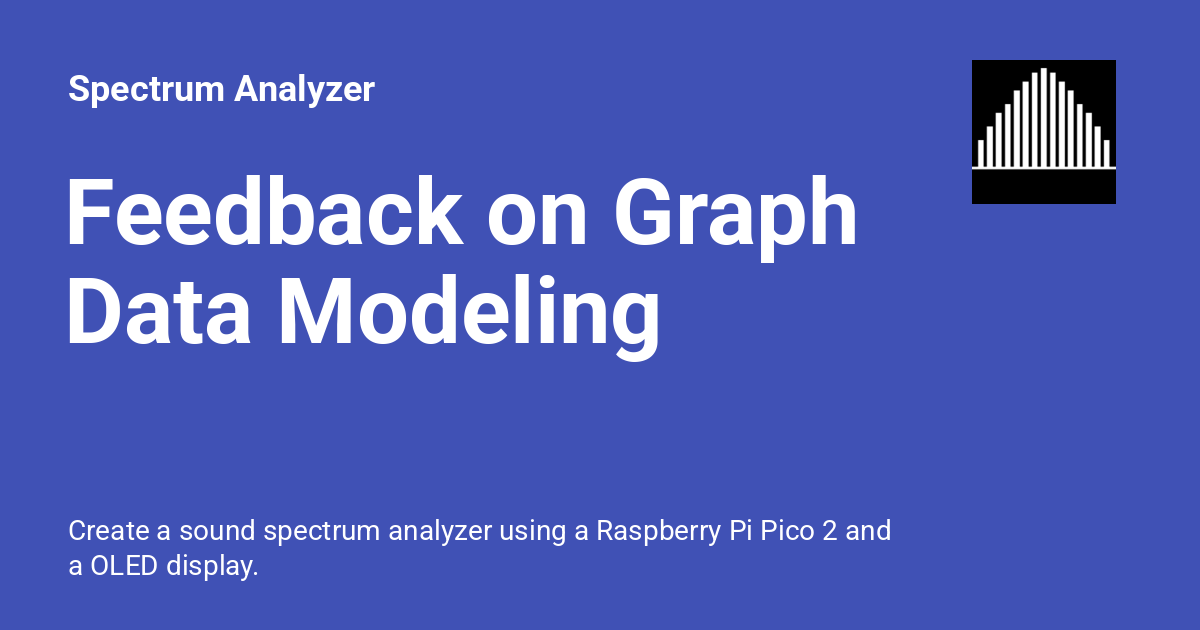 Spectrum Analyzer
Feedback on Graph
Data Modeling
Create a sound spectrum analyzer using a Raspberry Pi Pico 2 and
a OLED display.